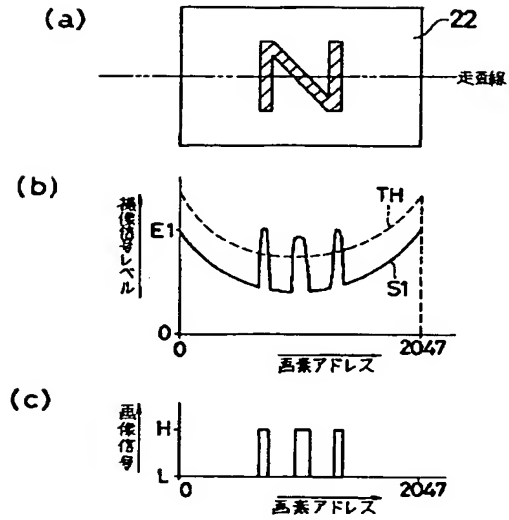 (a)
22
N
走査線
(b)
撮像信号レベル
E1
TH
S1
0
0
2047
画素アドレス
(c)
画像信号
H
L
0
2047
画素アドレス